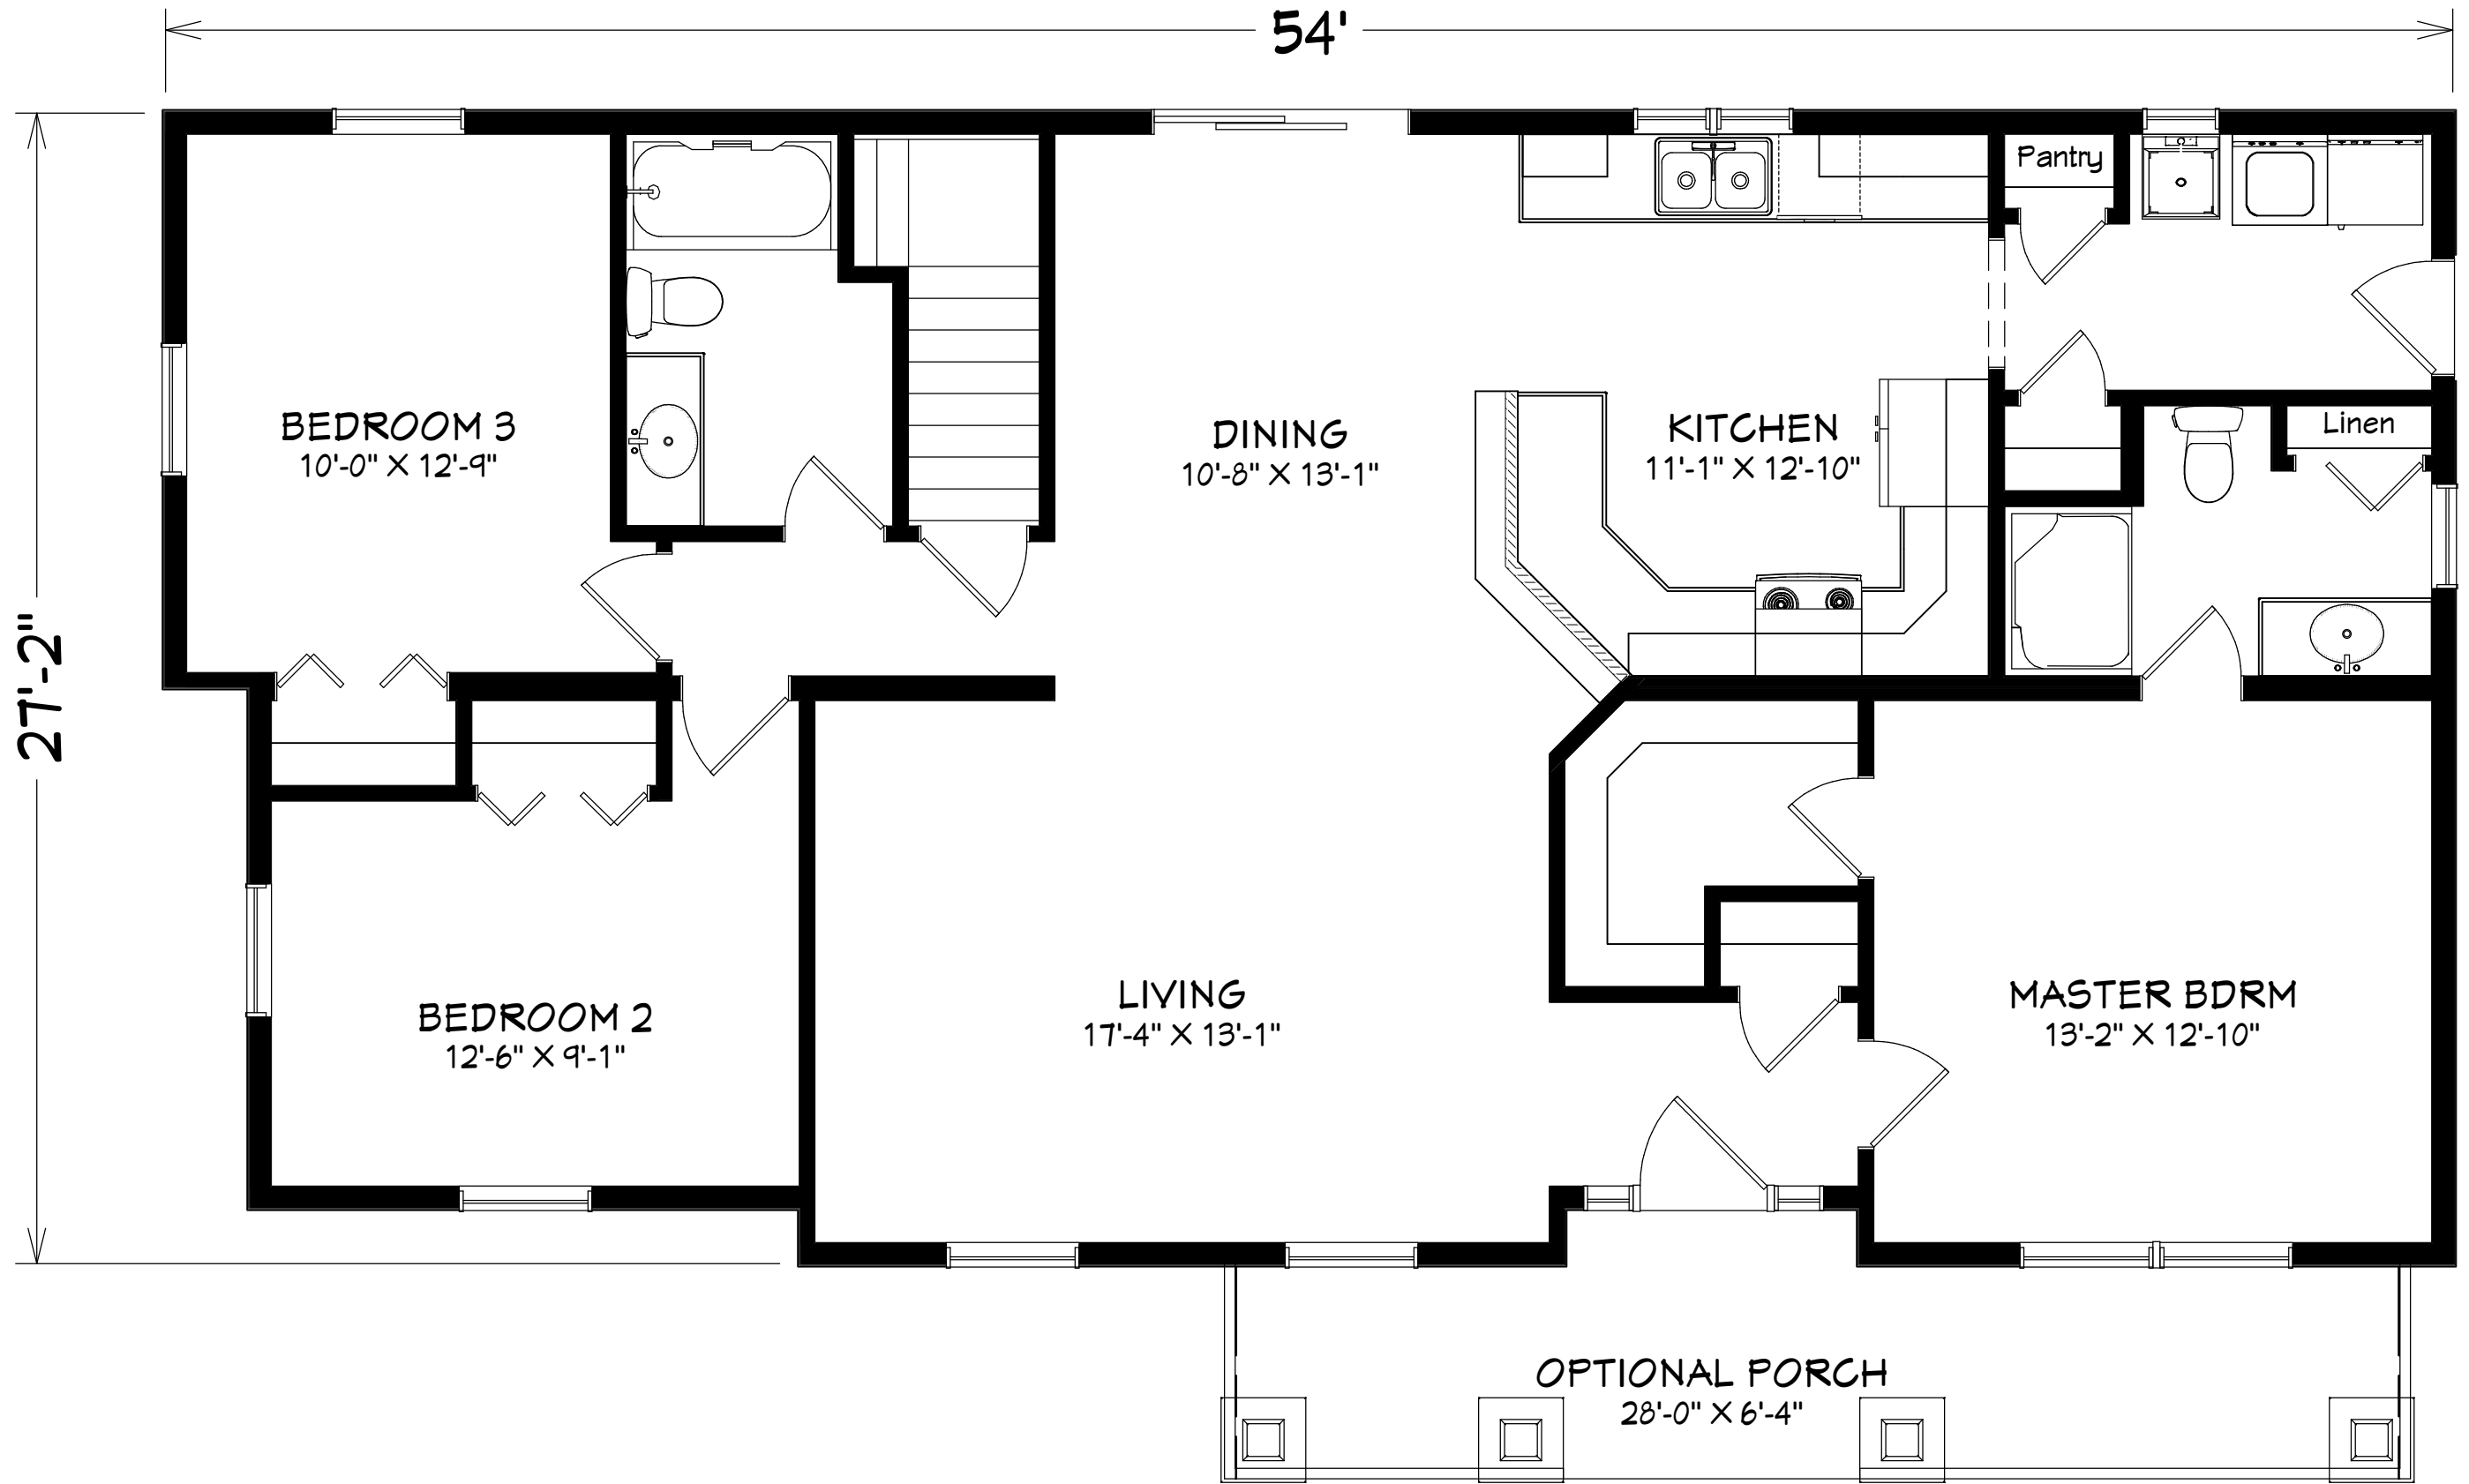 54'
27'-2"
Pantry
BEDROOM 3
10'-0" X 12'-9"
DINING
10'-8" X 13'-1"
KITCHEN
11'-1" X 12'-10"
Linen
BEDROOM 2
12'-6" X 9'-1"
LIVING
17'-4" X 13'-1"
MASTER BDRM
13'-2" X 12'-10"
OPTIONAL PORCH
28'-0" X 6'-4"